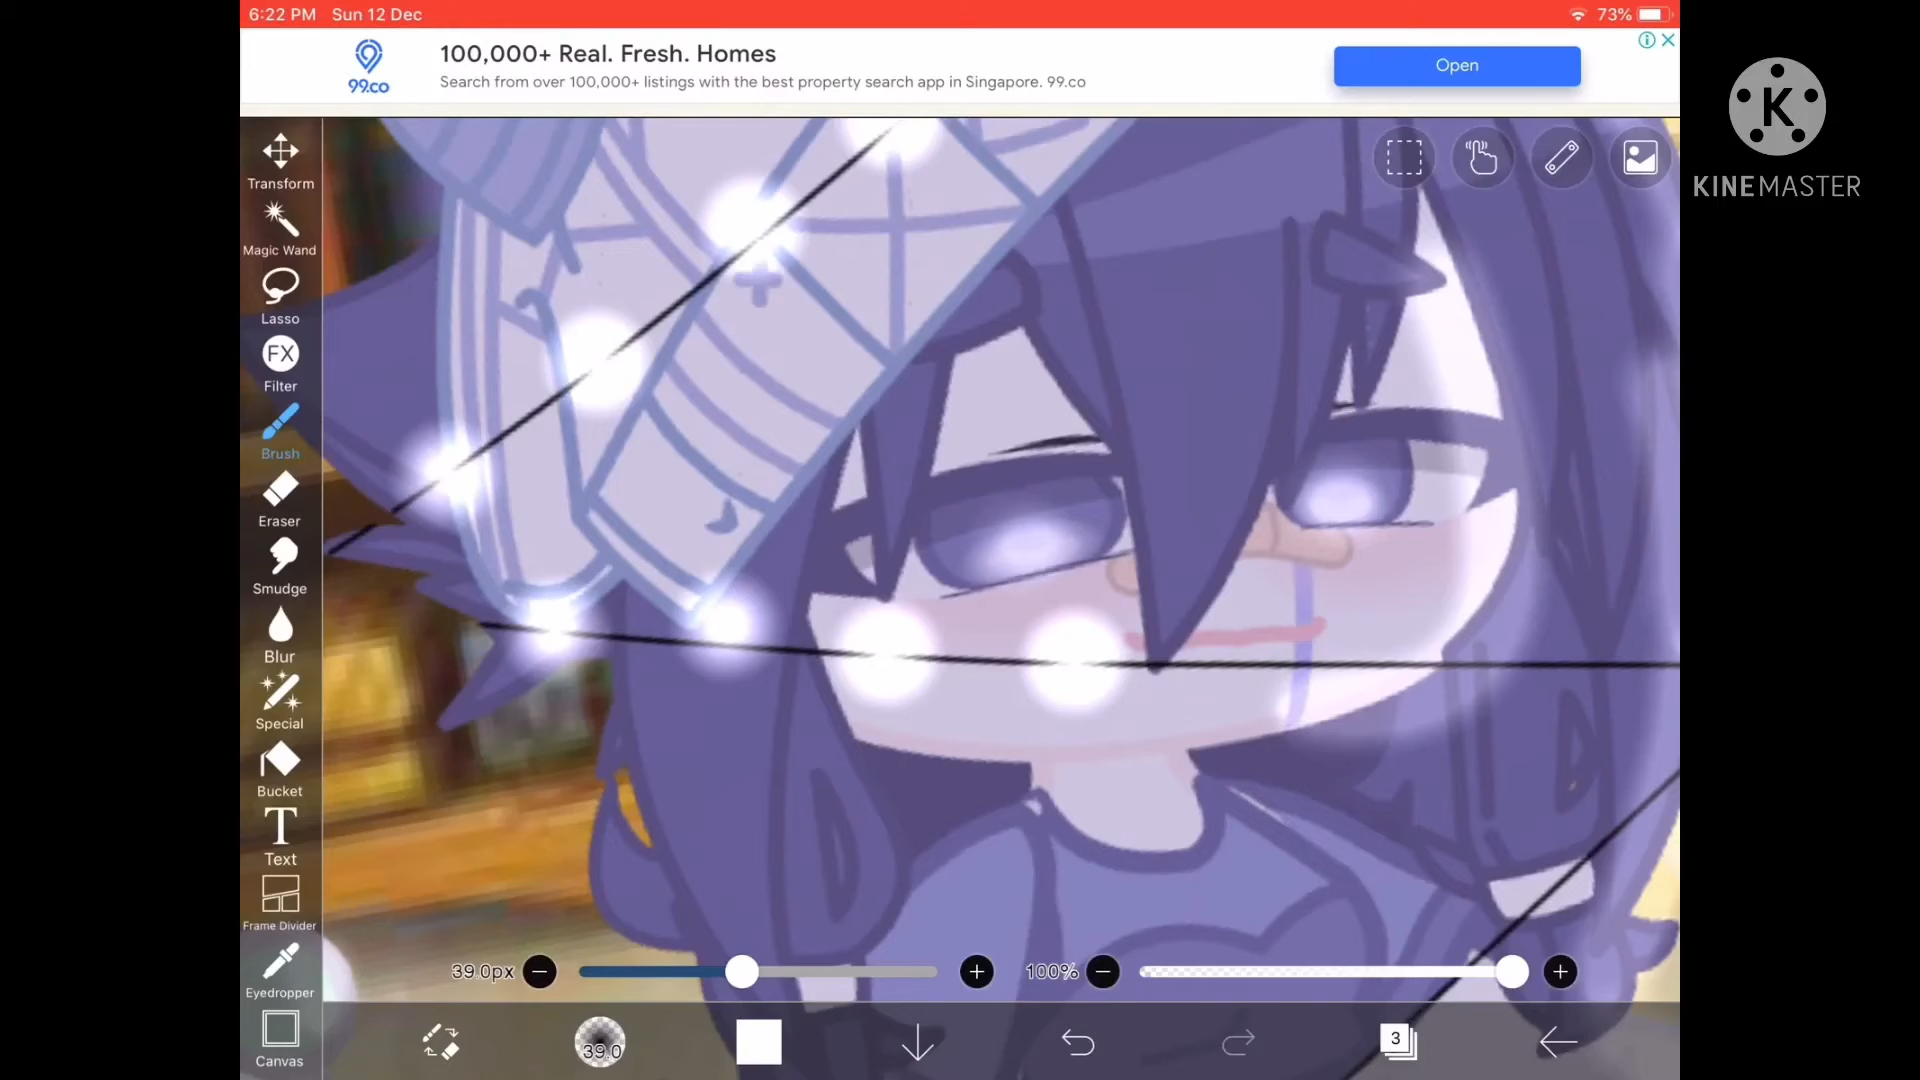 6:22 PM Sun 12 Dec
73%
100,000+ Real. Fresh. Homes
Search from over 100,000+ listings with the best property search app in Singapore. 99.co
99.co
Open
K
KINEMASTER
Transform
Magic Wand
Lasso
FX
Filter
Brush
Eraser
Smudge
Blur
Special
Bucket
T
Text
Frame Divider
Eyedropper
Canvas
39.0px
100%
39.0
3